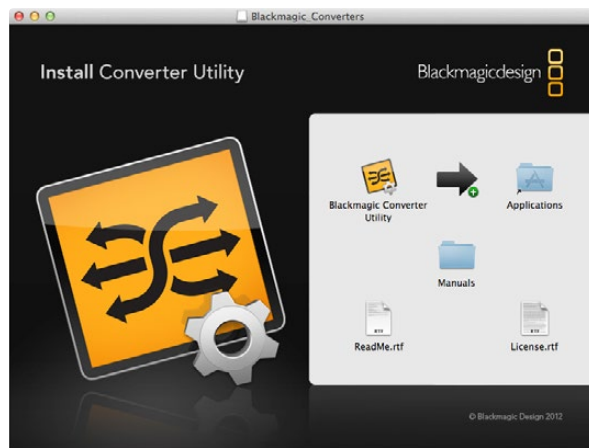 Blackmagic_Converters
Install Converter Utility
Blackmagicdesign
Blackmagic Converter
Utility
Applications
Manuals
ReadMe.rtf
License.rtf
© Blackmagic Design 2012